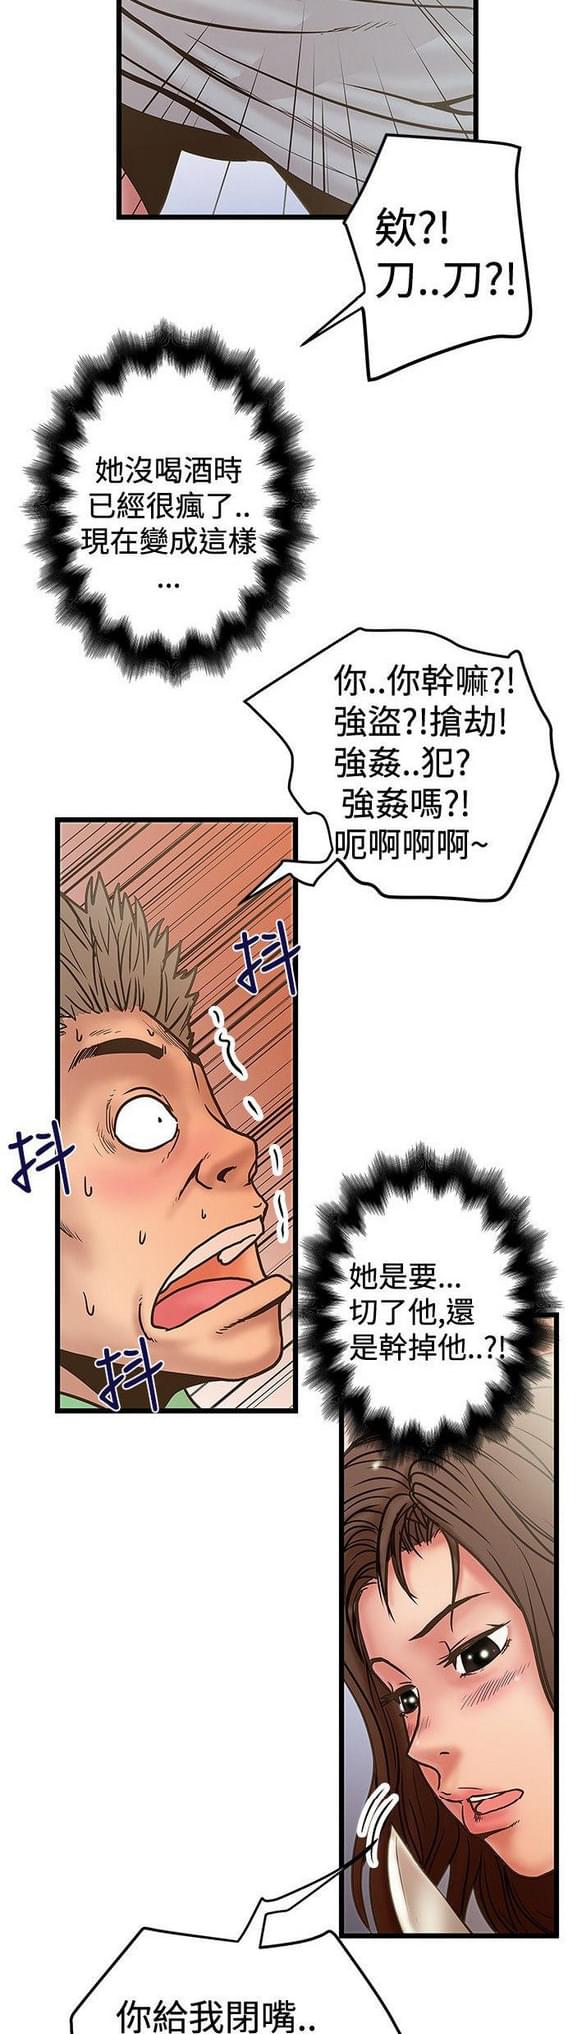 欸?!
刀..刀?!
她沒喝酒時
已經很瘋了..
現在變成這樣
...
你..你幹嘛?!
強盜?!搶劫!
強姦..犯?
強姦嗎?!
呃啊啊啊~
抖
抖
抖
她是要...
切了他,還
是幹掉他..?!
你給我閉嘴..